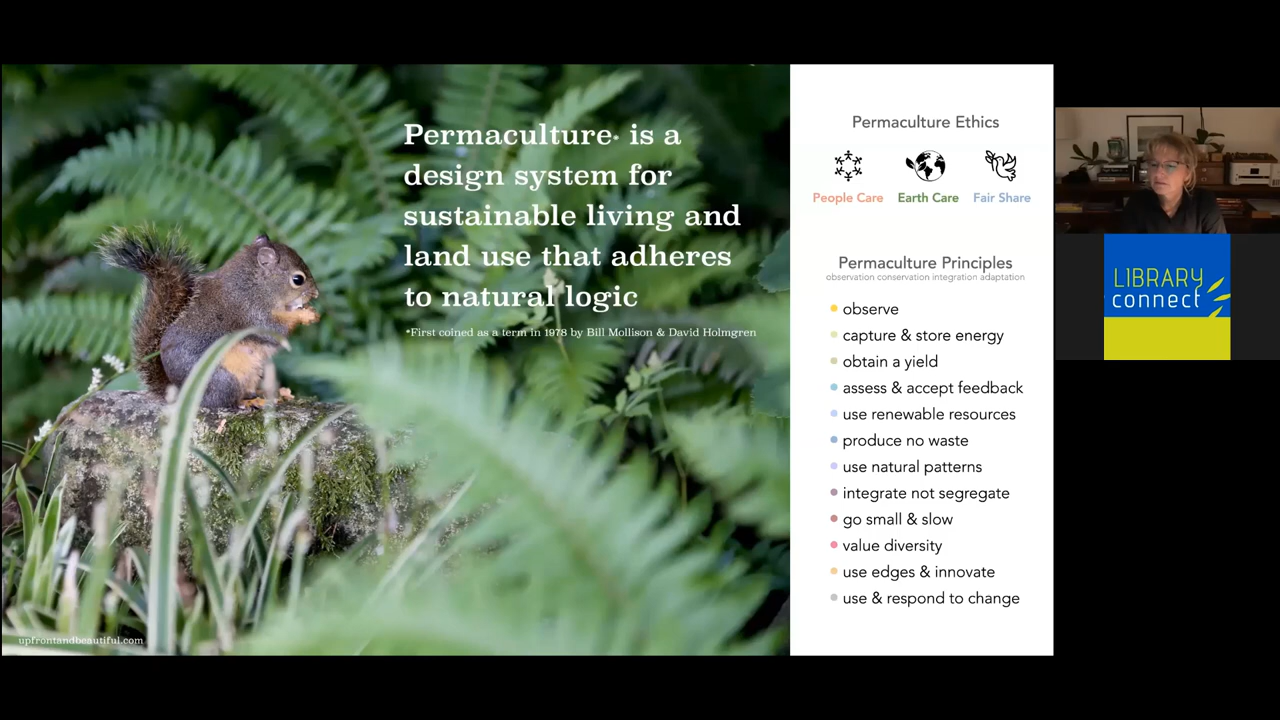 Permaculture* is a
design system for
sustainable living and
land use that adheres
to natural logic
*First coined as a term in 1978 by Bill Mollison & David Holmgren
upfrontandbeautiful.com
Permaculture Ethics
People Care Earth Care Fair Share
Permaculture Principles
observation conservation integration adaptation
observe
capture & store energy
obtain a yield
assess & accept feedback
use renewable resources
produce no waste
use natural patterns
integrate not segregate
go small & slow
value diversity
use edges & innovate
use & respond to change
LIBRARY
connect